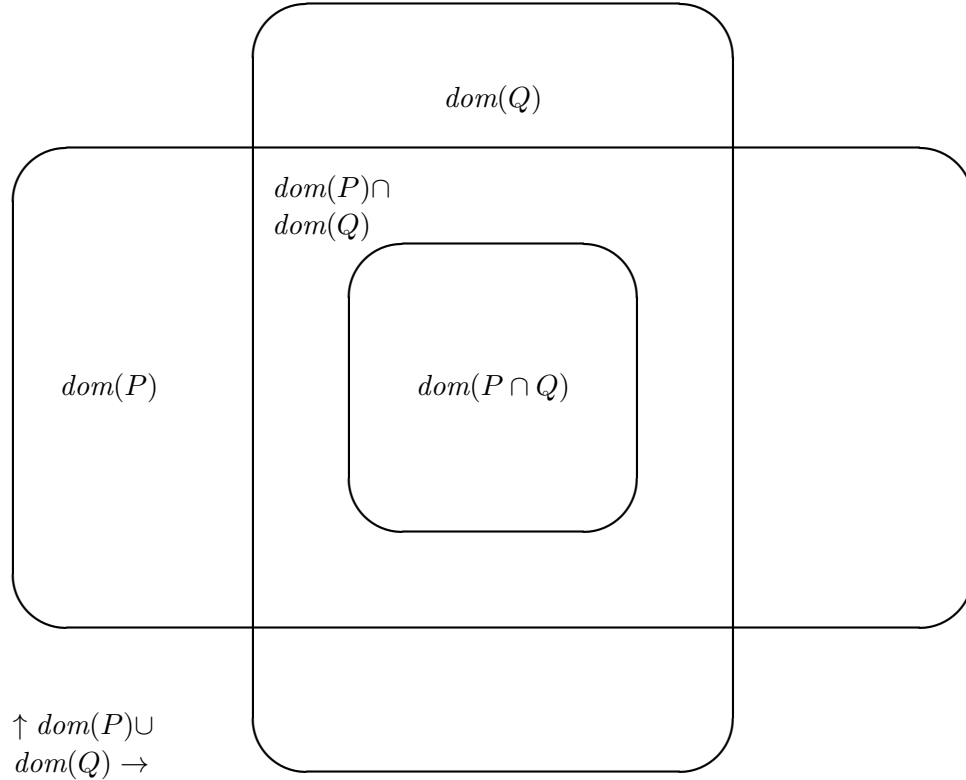 dom(Q)
dom(P)∩
dom(Q)
dom(P)
dom(P ∩ Q)
↑ dom(P)∪
dom(Q) →